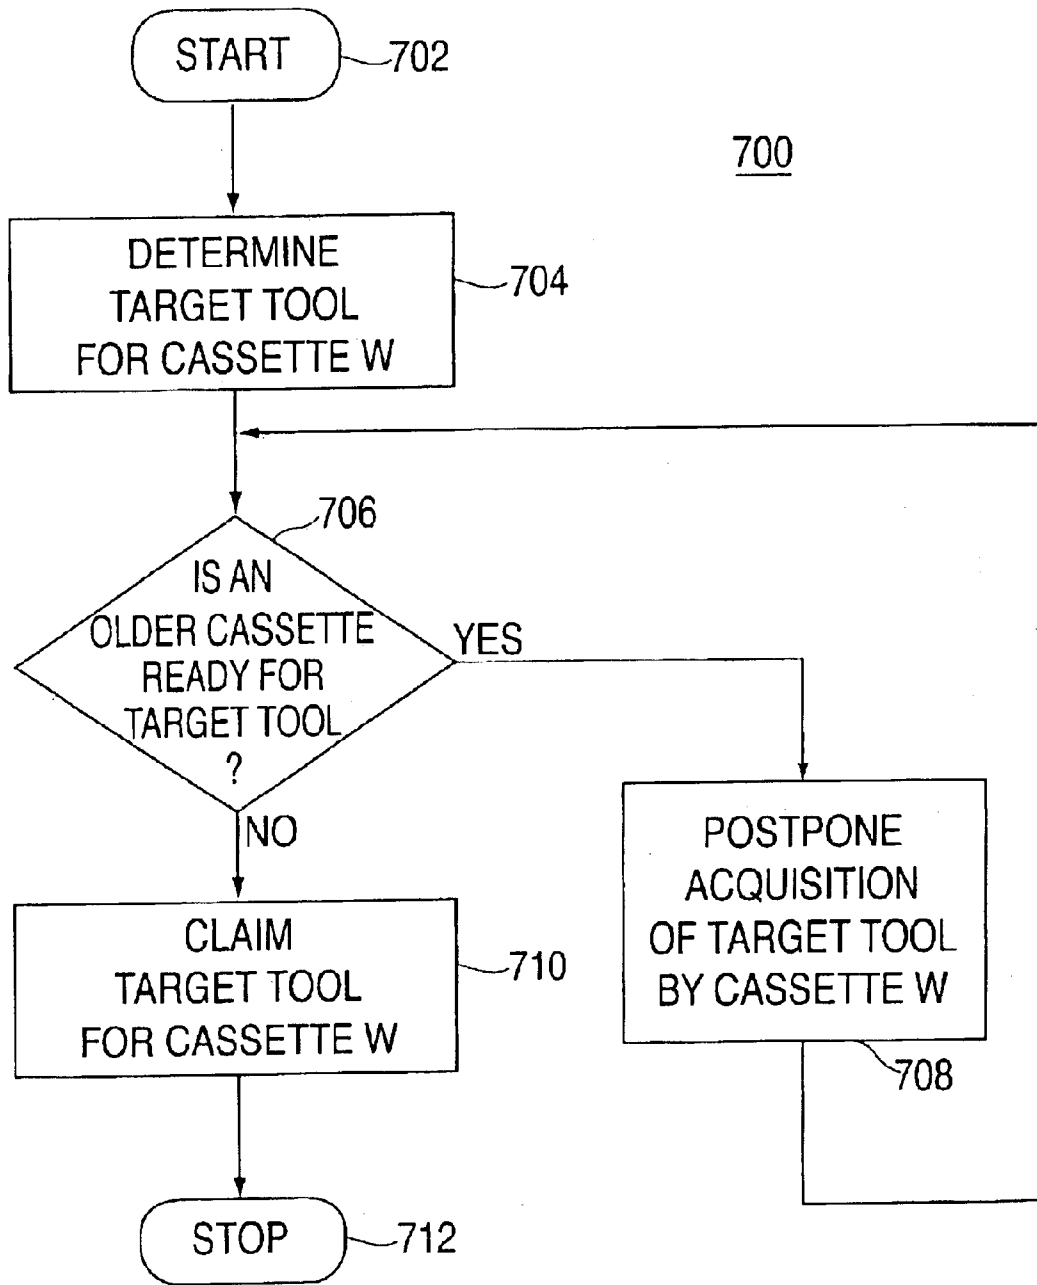 START
702
700
DETERMINE
TARGET TOOL
FOR CASSETTE W
704
706
IS AN
OLDER CASSETTE
READY FOR
TARGET TOOL
?
YES
NO
POSTPONE
ACQUISITION
OF TARGET TOOL
BY CASSETTE W
708
CLAIM
TARGET TOOL
FOR CASSETTE W
710
STOP
712